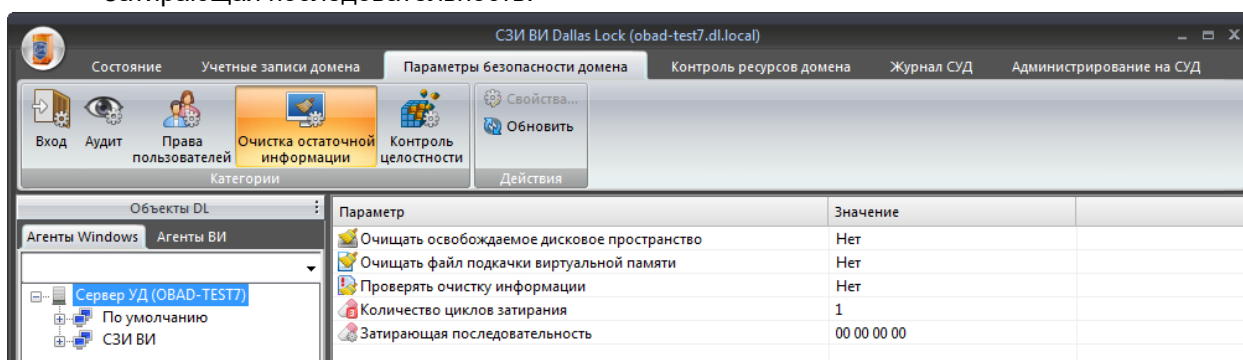 Затирающая последовательность.
СЗИ ВИ Dallas Lock (obad-test7.dl.local)
Состояние Учетные записи домена Параметры безопасности домена Контроль ресурсов домена Журнал СУД Администрирование на СУД
Свойства...
Обновить
Вход Аудит Права пользователей Очистка остаточной информации Контроль целостности
Категории Действия
Объекты DL
Параметр Значение
Агенты Windows Агенты ВИ
Очищать освобождаемое дисковое пространство Нет
Очищать файл подкачки виртуальной памяти Нет
Проверять очистку информации Нет
Сервер УД (OBAD-TEST7)
По умолчанию
Количество циклов затирания 1
СЗИ ВИ
Затирающая последовательность 00 00 00 00